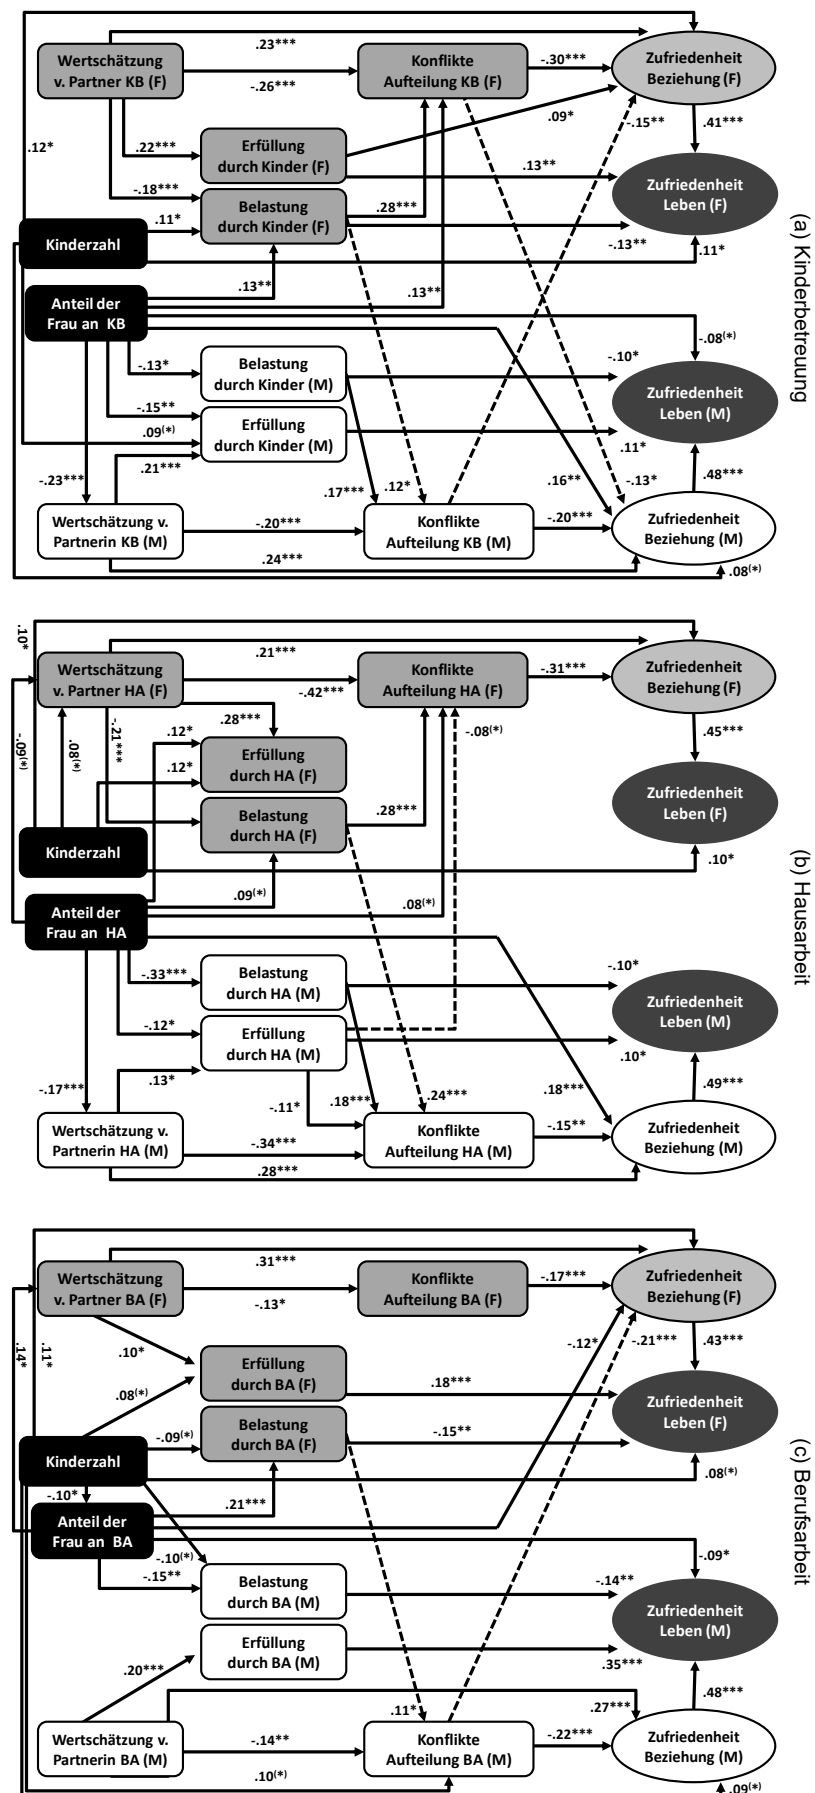 .23***
Wertschätzung
v. Partner KB (F)
-.26***
Konflikte
Aufteilung KB (F)
-.30***
Zufriedenheit
Beziehung (F)
.12*
.22***
Erfüllung
durch Kinder (F)
.09*
-.15**
.41***
.13**
-.18***
Belastung
durch Kinder (F)
.28***
Zufriedenheit
Leben (F)
.11*
Kinderzahl
-.13**
.11*
.13**
.13**
Anteil der
Frau an KB
-.08(*)
-.13*
Belastung
durch Kinder (M)
-.10*
Zufriedenheit
Leben (M)
-.15**
Erfüllung
durch Kinder (M)
.09(*)
.11*
.21***
-.23***
.17***
.12*
.16**
-.13*
.48***
Wertschätzung v.
Partnerin KB (M)
-.20***
Konflikte
Aufteilung KB (M)
-.20***
Zufriedenheit
Beziehung (M)
.24***
.08(*)
(a) Kinderbetreuung
.10*
.21***
Wertschätzung
v. Partner HA (F)
-.42***
Konflikte
Aufteilung HA (F)
-.31***
Zufriedenheit
Beziehung (F)
-.09(*)
.08(*)
-.21***
.28***
.12*
-.08(*)
.45***
Erfüllung
durch HA (F)
.12*
Belastung
durch HA (F)
.28***
Zufriedenheit
Leben (F)
Kinderzahl
.10*
.09(*)
.08(*)
Anteil der
Frau an HA
-.33***
Belastung
durch HA (M)
-.10*
Zufriedenheit
Leben (M)
-.12*
Erfüllung
durch HA (M)
.10*
-.17***
.13*
-.11*
.18***
.24***
.18***
.49***
Wertschätzung v.
Partnerin HA (M)
-.34***
Konflikte
Aufteilung HA (M)
-.15**
Zufriedenheit
Beziehung (M)
.28***
(b) Hausarbeit
.31***
Wertschätzung
v. Partner BA (F)
-.13*
Konflikte
Aufteilung BA (F)
-.17***
Zufriedenheit
Beziehung (F)
.14*
.11*
.10*
-.12*
-.21***
.43***
Erfüllung
durch BA (F)
.18***
.08(*)
Belastung
durch BA (F)
-.15**
Zufriedenheit
Leben (F)
-.09(*)
Kinderzahl
.08(*)
-.10*
.21***
Anteil der
Frau an BA
-.10(*)
-.09*
-.15**
Belastung
durch BA (M)
-.14**
Zufriedenheit
Leben (M)
Erfüllung
durch BA (M)
.20***
.35***
.11*
.27***
.48***
Wertschätzung v.
Partnerin BA (M)
-.14**
Konflikte
Aufteilung BA (M)
-.22***
Zufriedenheit
Beziehung (M)
.10(*)
.09(*)
(c) Berufsarbeit